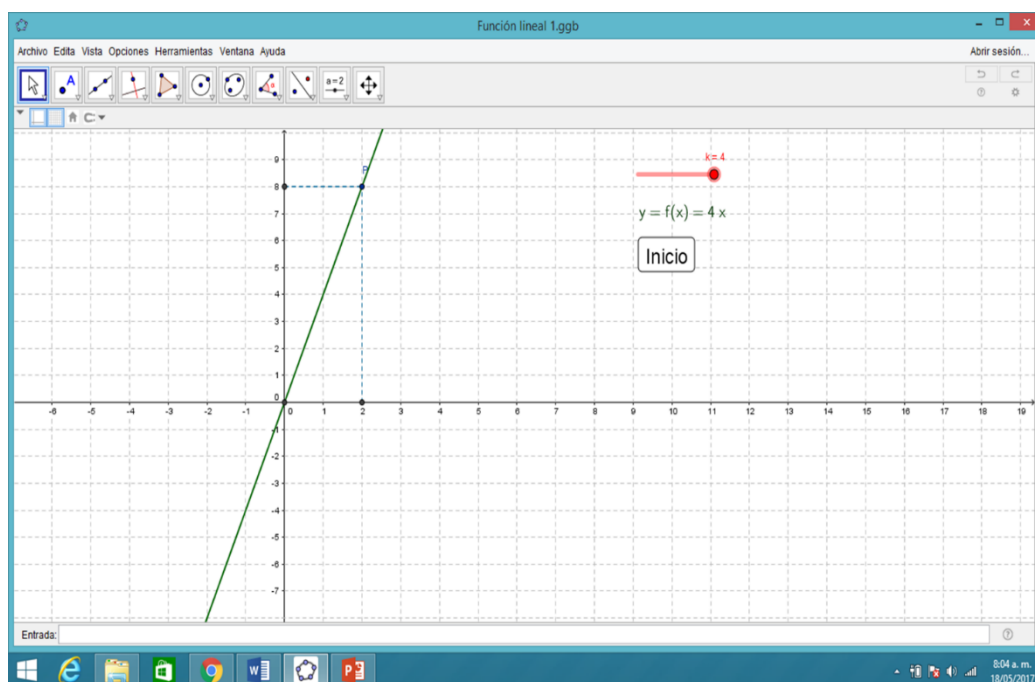 Función lineal 1.ggb
Archivo Edita Vista Opciones Herramientas Ventana Ayuda
Abrir sesión...
A
a=2
9
8
7
6
5
4
3
2
1
0
-1
-2
-3
-4
-5
-6
-7
-6 -5 -4 -3 -2 -1 0 1 2 3 4 5 6 7 8 9 10 11 12 13 14 15 16 17 18 19
P
k = 4
y = f(x) = 4 x
Inicio
Entrada:
8:04 a. m.